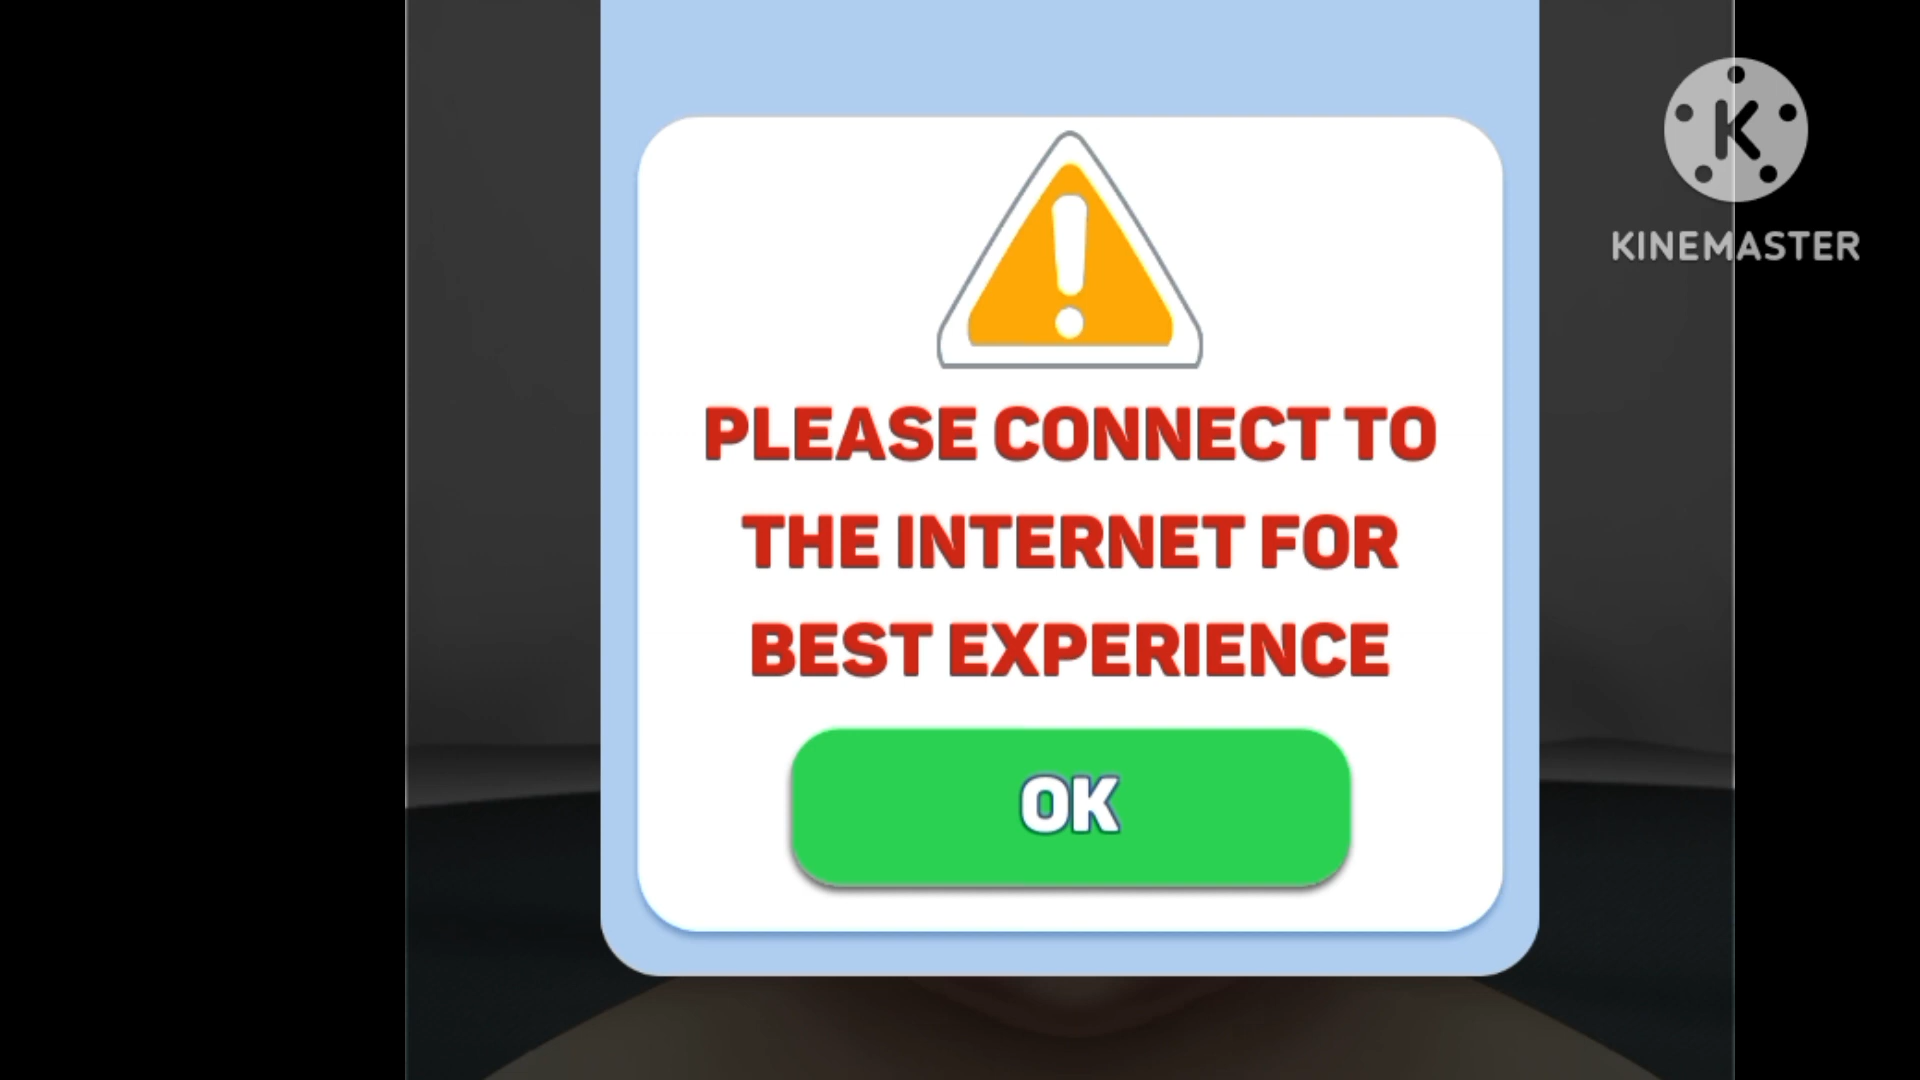 PLEASE CONNECT TO
THE INTERNET FOR
BEST EXPERIENCE
OK
K
KINEMASTER